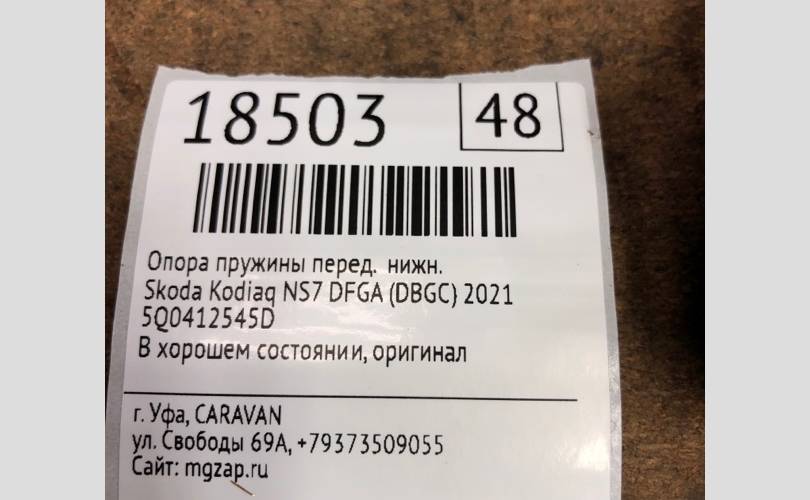 18503 48
Опора пружины перед. нижн.
Skoda Kodiaq NS7 DFGA (DBGC) 2021
5Q0412545D
В хорошем состоянии, оригинал
г. Уфа, CARAVAN
ул. Свободы 69А, +79373509055
Сайт: mgzap.ru